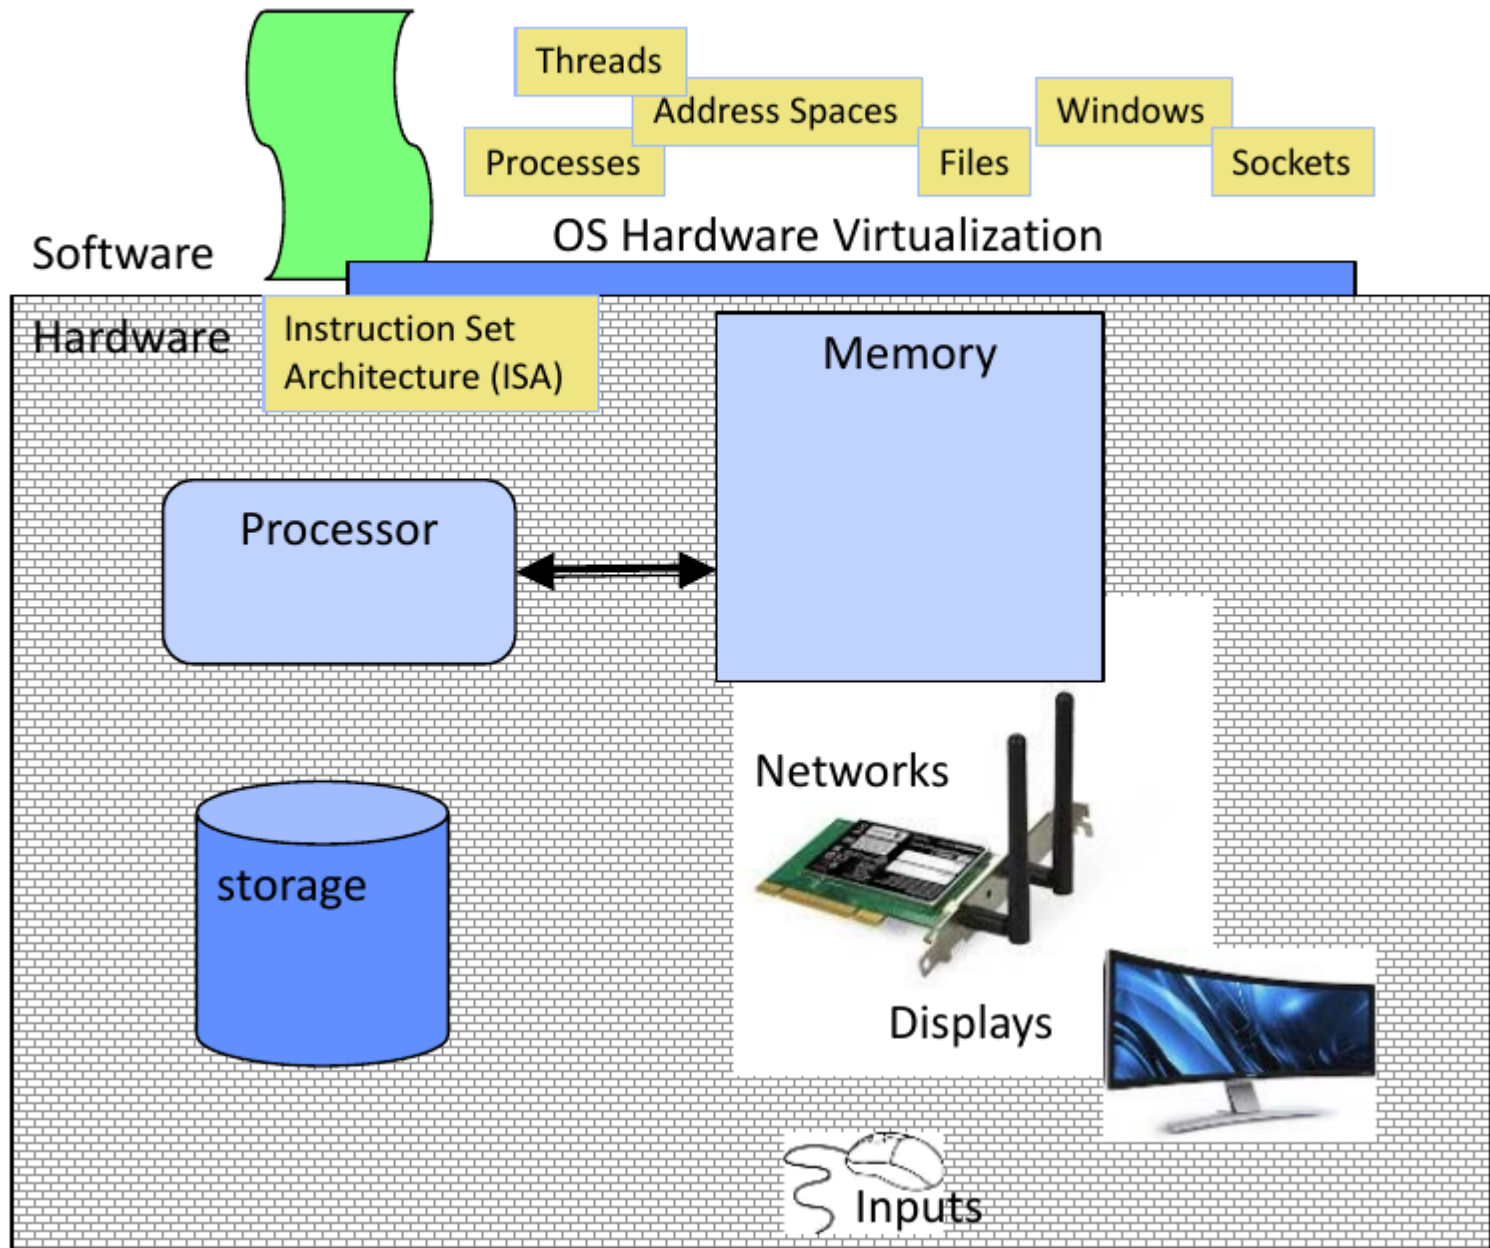 Threads
Address Spaces
Windows
Processes
Files
Sockets
OS Hardware Virtualization
Software
Hardware
Instruction Set
Architecture (ISA)
Memory
Processor
Networks
storage
Displays
Inputs